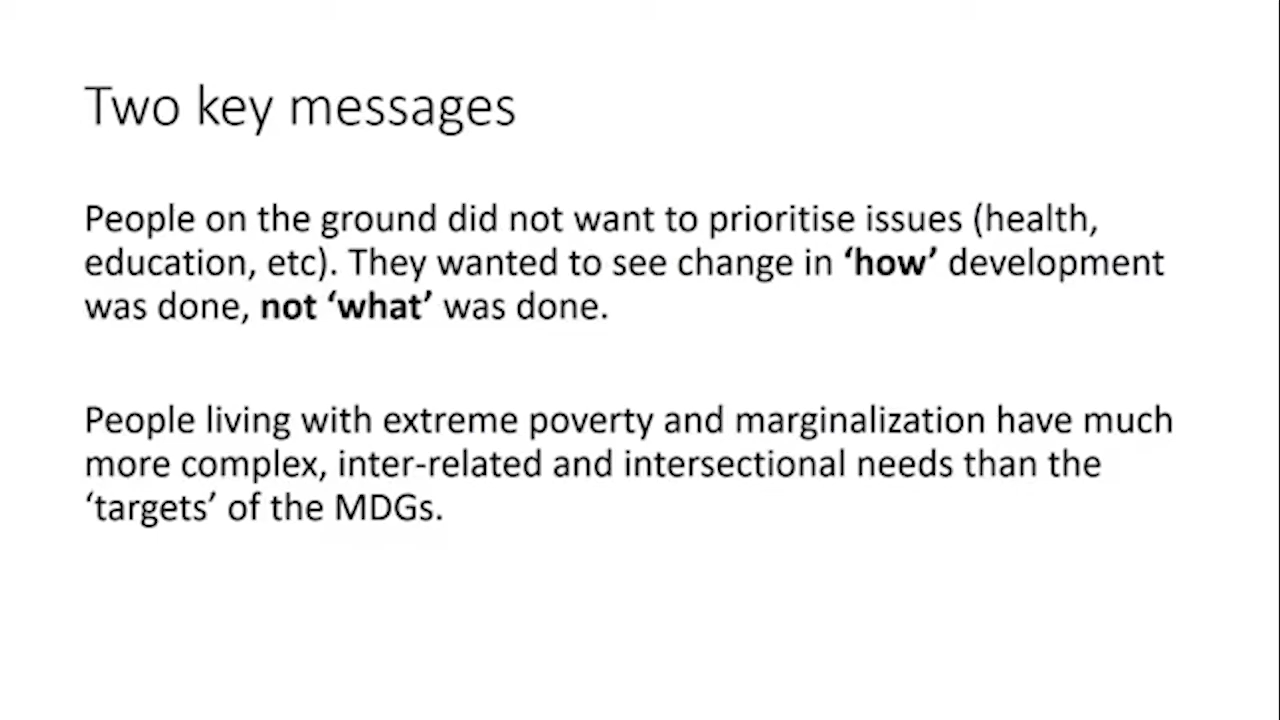 Two key messages
People on the ground did not want to prioritise issues (health,
education, etc). They wanted to see change in ‘how’ development
was done, not ‘what’ was done.
People living with extreme poverty and marginalization have much
more complex, inter-related and intersectional needs than the
‘targets’ of the MDGs.